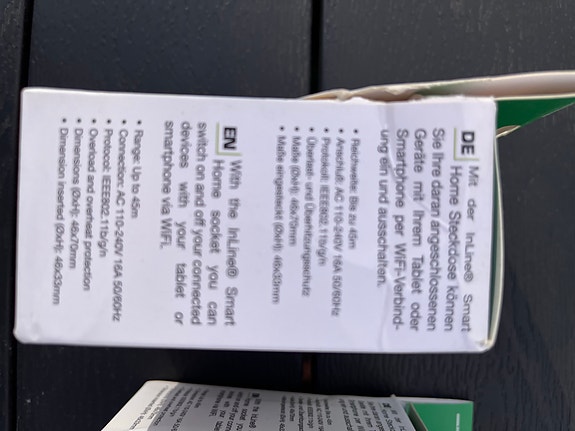 DE Mit der InLine® Smart
Home Steckdose können
Sie Ihre daran angeschlossenen
Geräte mit Ihrem Tablet oder
Smartphone per WiFi-Verbind-
ung ein und ausschalten.
• Reichweite: Bis zu 45m
• Anschluß: AC 110-240V 16A 50/60Hz
• Protokoll: IEEE802.11b/g/n
• Überlast- und Überhitzungsschutz
• Maße (ØxH): 46x70mm
• Maße eingesteckt (ØxH): 46x33mm
EN With the InLine® Smart
Home socket you can
switch on and off your connected
devices with your tablet or
smartphone via WiFi.
• Range: Up to 45m
• Connection: AC 110-240V 16A 50/60Hz
• Protocol: IEEE802.11b/g/n
• Overload and overheat protection
• Dimensions (ØxH): 46x70mm
• Dimension inserted (ØxH): 46x33mm